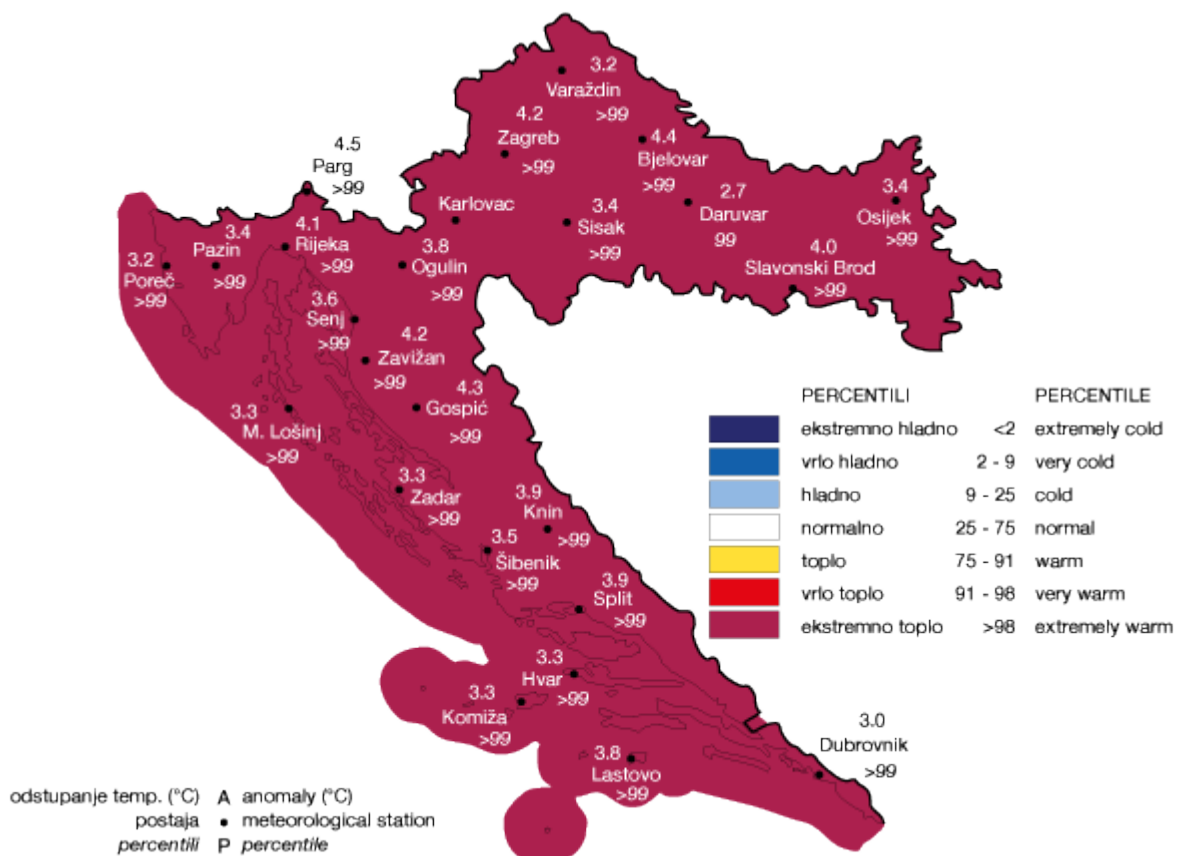 3.2
Varaždin
>99
4.2
Zagreb
>99
4.4
Bjelovar
>99
4.5
Parg
>99
2.7
Daruvar
99
3.4
Osijek
>99
Karlovac
3.4
Sisak
>99
4.0
Slavonski Brod
>99
3.2
Poreč
>99
3.4
Pazin
>99
4.1
Rijeka
>99
3.8
Ogulin
>99
3.6
Senj
>99
4.2
Zavižan
>99
4.3
Gospić
>99
3.3
M. Lošinj
>99
3.3
Zadar
>99
3.9
Knin
>99
3.5
Šibenik
>99
3.9
Split
>99
3.3
Hvar
>99
3.3
Komiža
>99
3.8
Lastovo
>99
3.0
Dubrovnik
>99
PERCENTILI PERCENTILE
ekstremno hladno <2 extremely cold
vrlo hladno 2 - 9 very cold
hladno 9 - 25 cold
normalno 25 - 75 normal
toplo 75 - 91 warm
vrlo toplo 91 - 98 very warm
ekstremno toplo >98 extremely warm
odstupanje temp. (°C) A anomaly (°C)
postaja • meteorological station
percentili P percentile